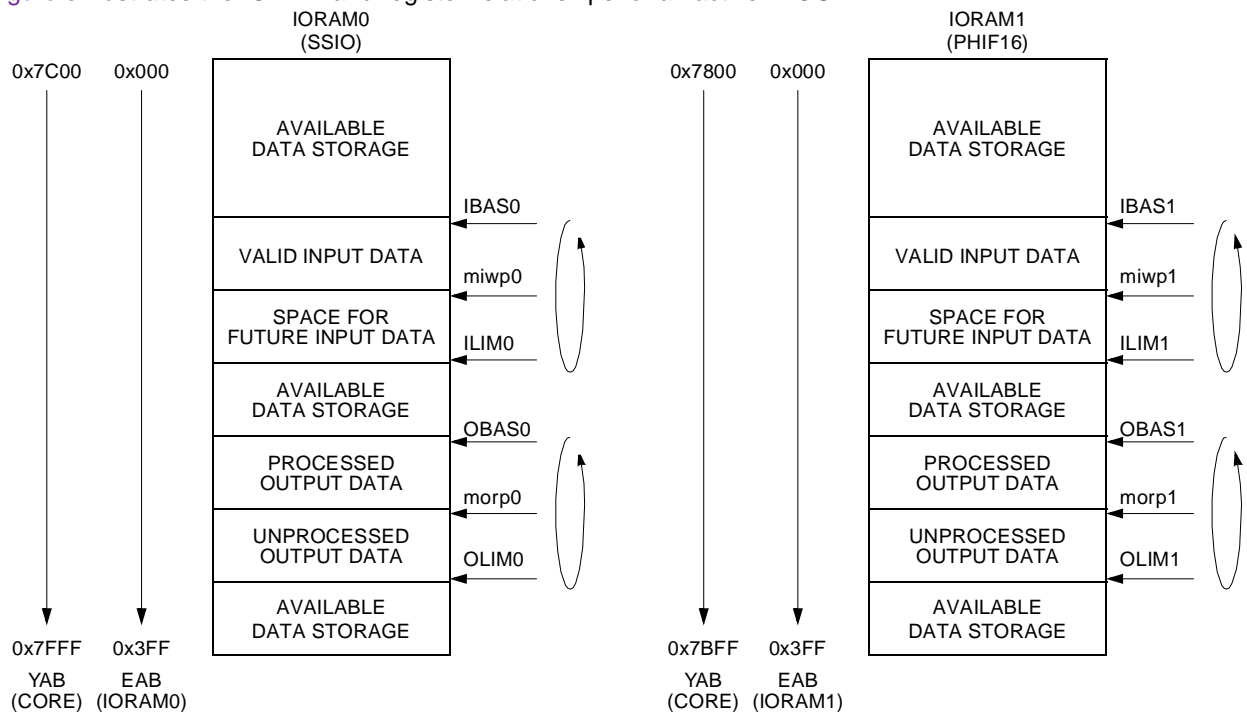 IORAM0
(SSIO)
0x7C00 0x000
AVAILABLE
DATA STORAGE
IBAS0
VALID INPUT DATA
miwp0
SPACE FOR
FUTURE INPUT DATA
ILIM0
AVAILABLE
DATA STORAGE
OBAS0
PROCESSED
OUTPUT DATA
morp0
UNPROCESSED
OUTPUT DATA
OLIM0
AVAILABLE
DATA STORAGE
0x7FFF 0x3FF
YAB EAB
(CORE) (IORAM0)
IORAM1
(PHIF16)
0x7800 0x000
AVAILABLE
DATA STORAGE
IBAS1
VALID INPUT DATA
miwp1
SPACE FOR
FUTURE INPUT DATA
ILIM1
AVAILABLE
DATA STORAGE
OBAS1
PROCESSED
OUTPUT DATA
morp1
UNPROCESSED
OUTPUT DATA
OLIM1
AVAILABLE
DATA STORAGE
0x7BFF 0x3FF
YAB EAB
(CORE) (IORAM1)